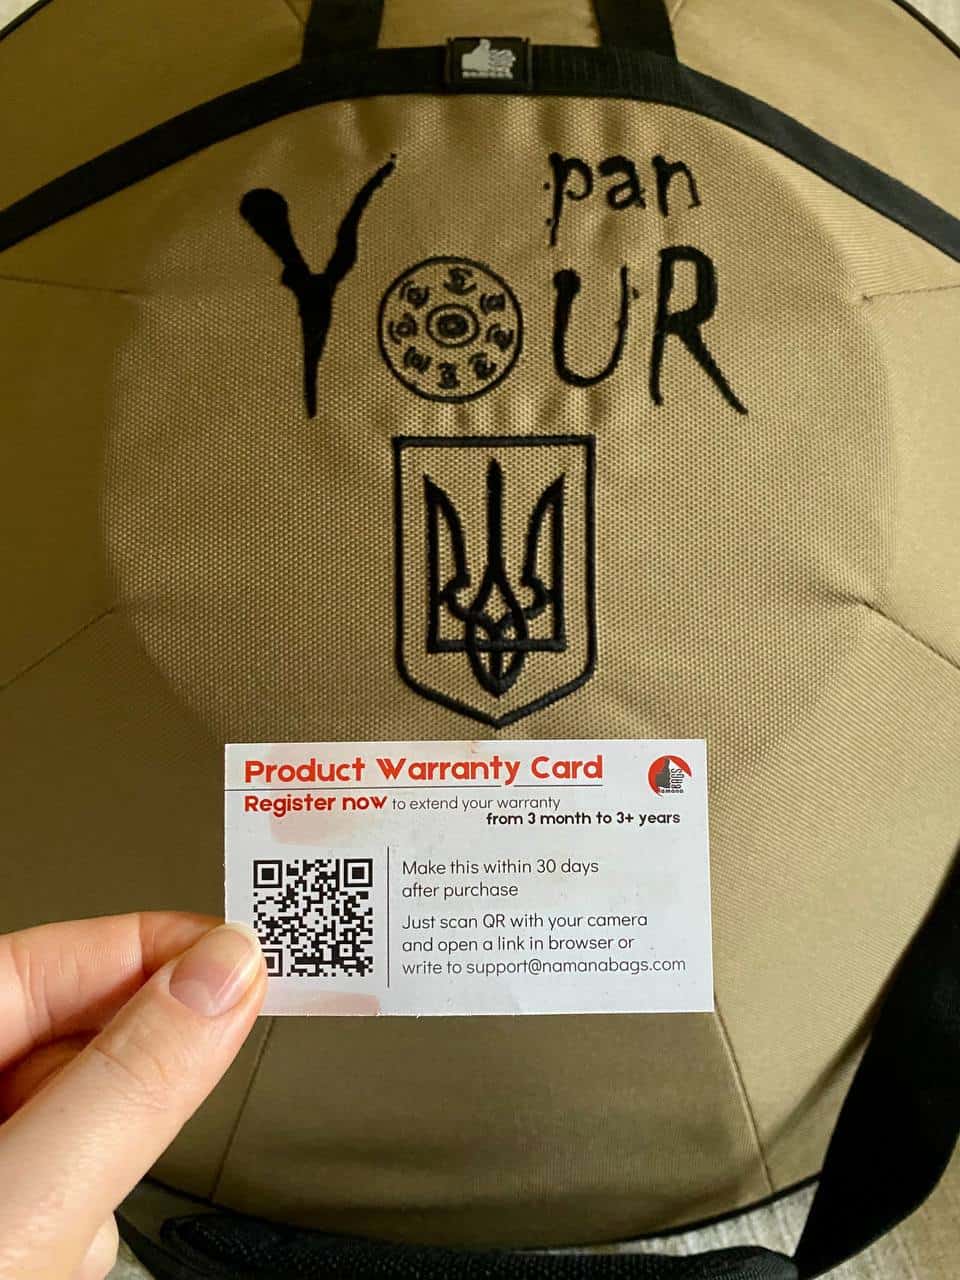 pan
YOUR
Product Warranty Card
Register now to extend your warranty
from 3 month to 3+ years
Make this within 30 days
after purchase
Just scan QR with your camera
and open a link in browser or
write to support@namanabags.com
namana
BAGS